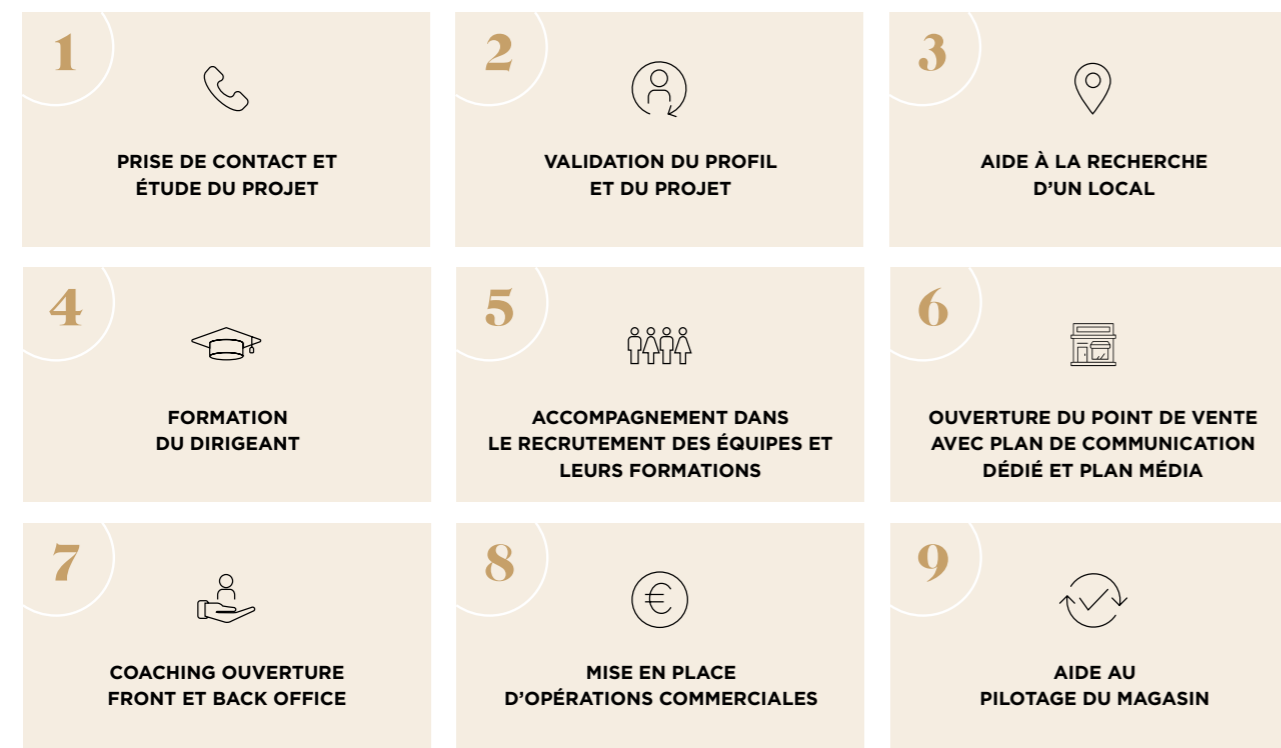 1
PRISE DE CONTACT ET
ÉTUDE DU PROJET
2
VALIDATION DU PROFIL
ET DU PROJET
3
AIDE À LA RECHERCHE
D’UN LOCAL
4
FORMATION
DU DIRIGEANT
5
ACCOMPAGNEMENT DANS
LE RECRUTEMENT DES ÉQUIPES ET
LEURS FORMATIONS
6
OUVERTURE DU POINT DE VENTE
AVEC PLAN DE COMMUNICATION
DÉDIÉ ET PLAN MÉDIA
7
COACHING OUVERTURE
FRONT ET BACK OFFICE
8
€
MISE EN PLACE
D’OPÉRATIONS COMMERCIALES
9
AIDE AU
PILOTAGE DU MAGASIN